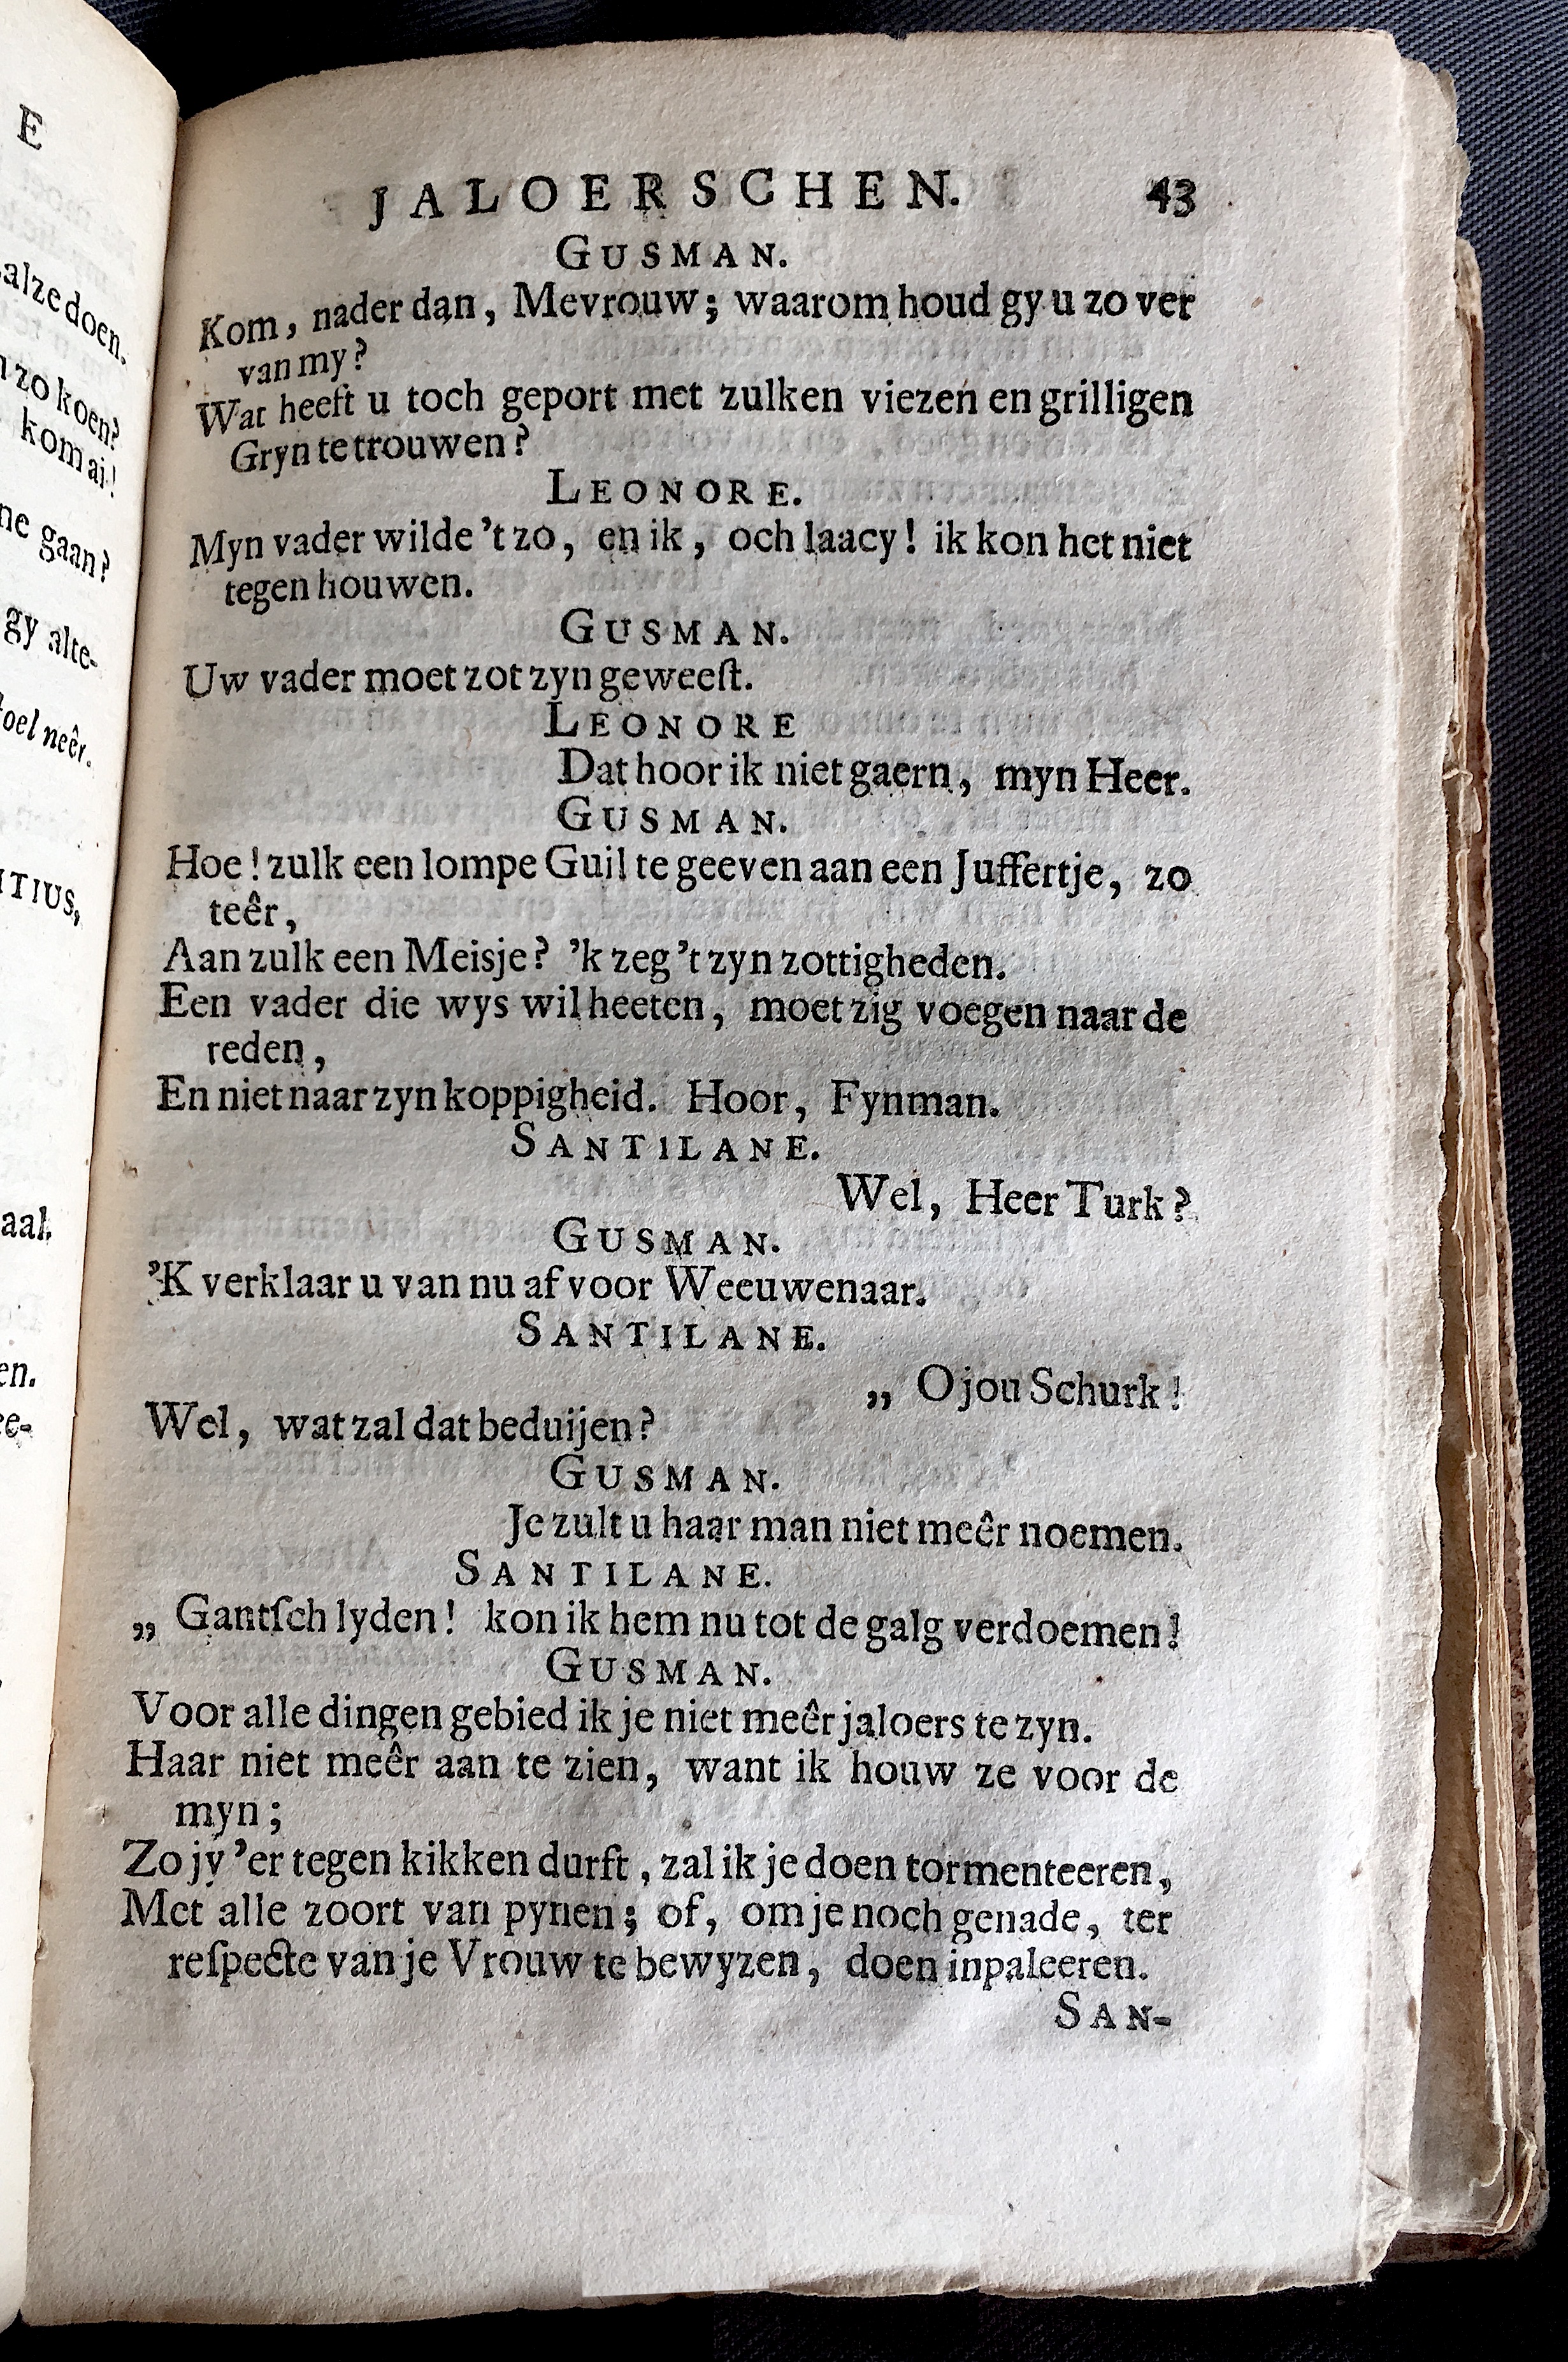 E
alze doen.
zo koen?
kom ai!
ne gaan?
gy alte-
oel neêr.
TIUS,
aal.
en.
ee-
JALOERSCHEN. 43
GUSMAN.
Kom, nader dan, Mevrouw; waarom houd gy u zo ver
van my?
Wat heeft u toch geport met zulken viezen en grilligen
Gryn te trouwen?
LEONORE.
Myn vader wilde 't zo, en ik, och laacy! ik kon het niet
tegen houwen.
GUSMAN.
Uw vader moet zot zyn geweeſt.
LEONORE
Dat hoor ik niet gaern, myn Heer.
GUSMAN.
Hoe! zulk een lompe Guil te geeven aan een Juffertje, zo
teêr,
Aan zulk een Meisje? 'k zeg 't zyn zottigheden.
Een vader die wys wil heeten, moet zig voegen naar de
reden,
En niet naar zyn koppigheid. Hoor, Fynman.
SANTILANE.
Wel, Heer Turk?
GUSMAN.
'K verklaar u van nu af voor Weeuwenaar.
SANTILANE.
„ O jou Schurk!
Wel, wat zal dat beduijen?
GUSMAN.
Je zult u haar man niet meêr noemen.
SANTILANE.
„ Gantſch lyden! kon ik hem nu tot de galg verdoemen!
GUSMAN.
Voor alle dingen gebied ik je niet meêr jaloers te zyn.
Haar niet meêr aan te zien, want ik houw ze voor de
myn;
Zo jy 'er tegen kikken durft, zal ik je doen tormenteeren,
Met alle zoort van pynen; of, om je noch genade, ter
reſpecte van je Vrouw te bewyzen, doen inpaleeren.
SAN-